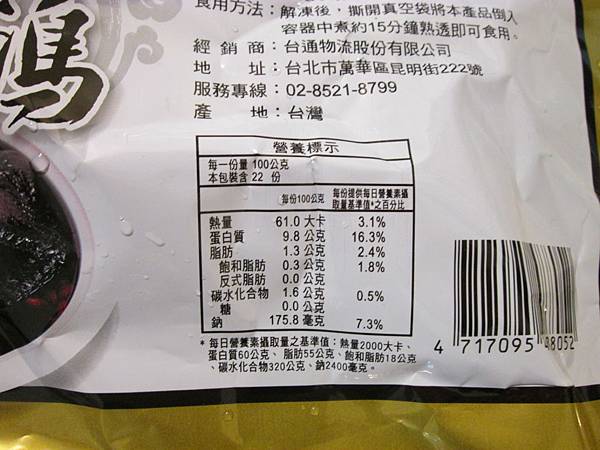 食用方法：解凍後，撕開真空袋將本產品倒入
容器中煮約15分鐘熟透即可食用。
經銷商：台通物流股份有限公司
地址：台北市萬華區昆明街222號
服務專線：02-8521-8799
產地：台灣
營養標示
每一份量 100公克
本包裝含 22 份
每份100公克 每份提供每日營養素攝取量基準值*之百分比
熱量 61.0 大卡 3.1%
蛋白質 9.8 公克 16.3%
脂肪 1.3 公克 2.4%
飽和脂肪 0.3 公克 1.8%
反式脂肪 0.0 公克
碳水化合物 1.6 公克 0.5%
糖 0.0 公克
鈉 175.8 毫克 7.3%
* 每日營養素攝取量之基準值：熱量2000大卡、
蛋白質60公克、脂肪55公克、飽和脂肪18公克
、碳水化合物320公克、鈉2400毫克。
4 717095 48052